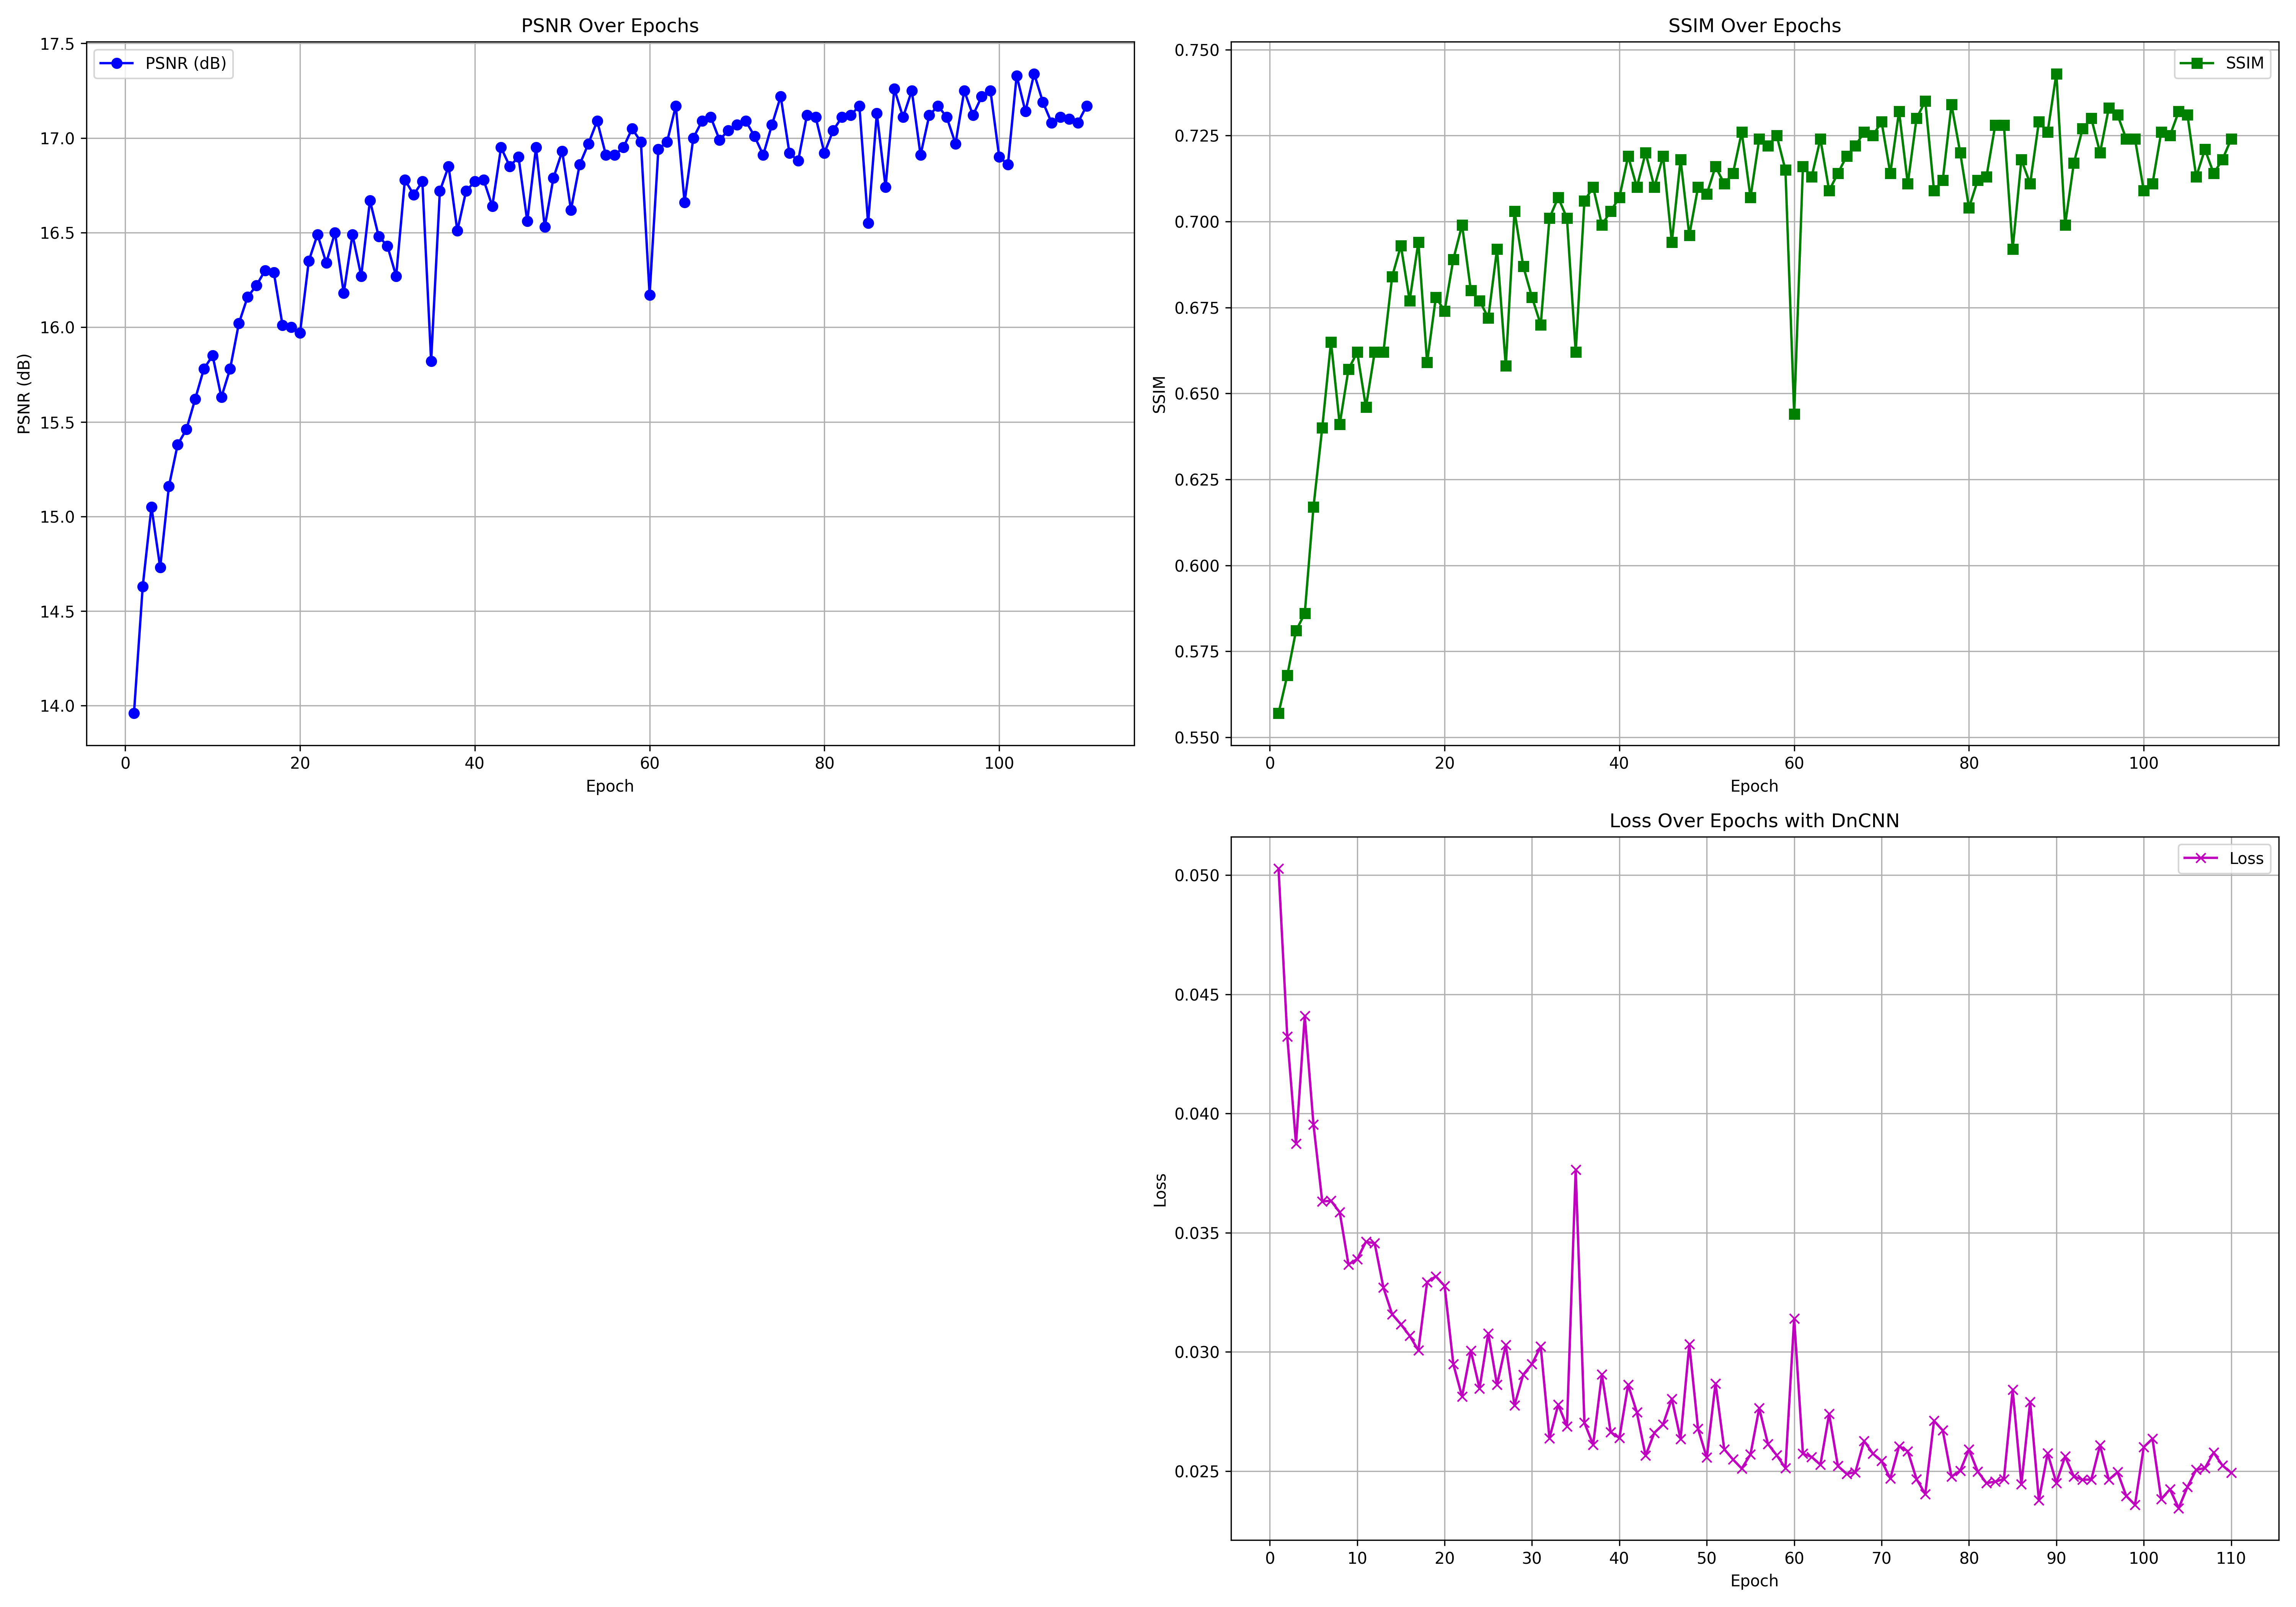 PSNR Over Epochs
PSNR (dB)
17.5
17.0
16.5
16.0
15.5
15.0
14.5
14.0
PSNR (dB)
0 20 40 60 80 100
Epoch
SSIM Over Epochs
SSIM
0.750
0.725
0.700
0.675
0.650
0.625
0.600
0.575
0.550
SSIM
0 20 40 60 80 100
Epoch
Loss Over Epochs with DnCNN
Loss
0.050
0.045
0.040
0.035
0.030
0.025
Loss
0 10 20 30 40 50 60 70 80 90 100 110
Epoch